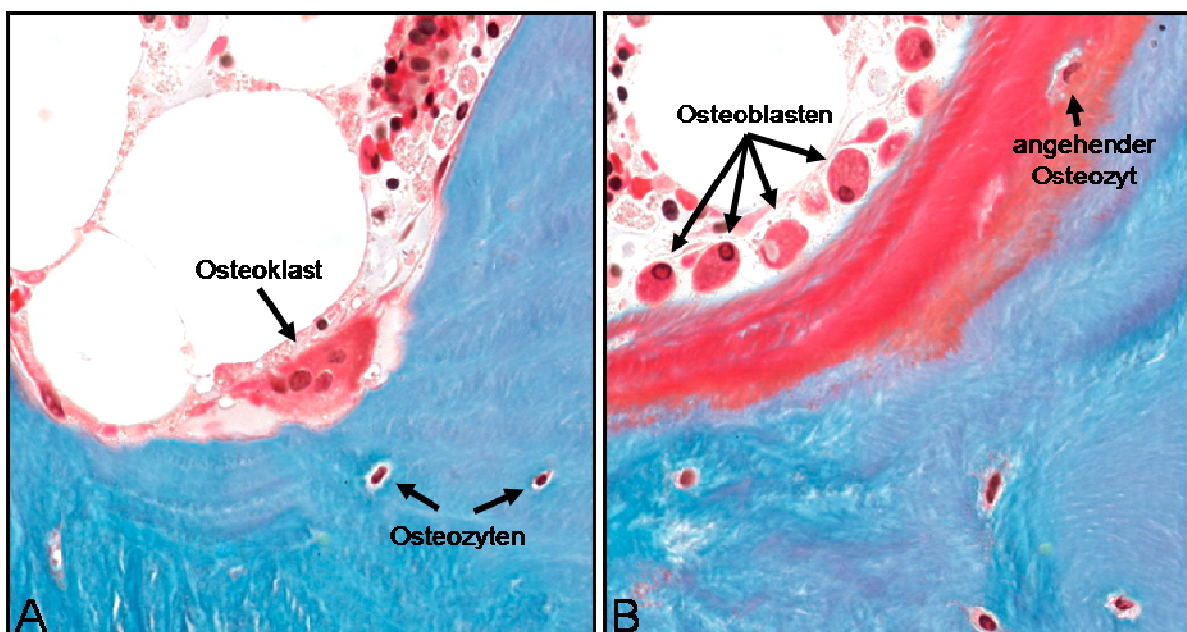 Osteoklast
Osteozyten
A
Osteoblasten
angehender
Osteozyt
B